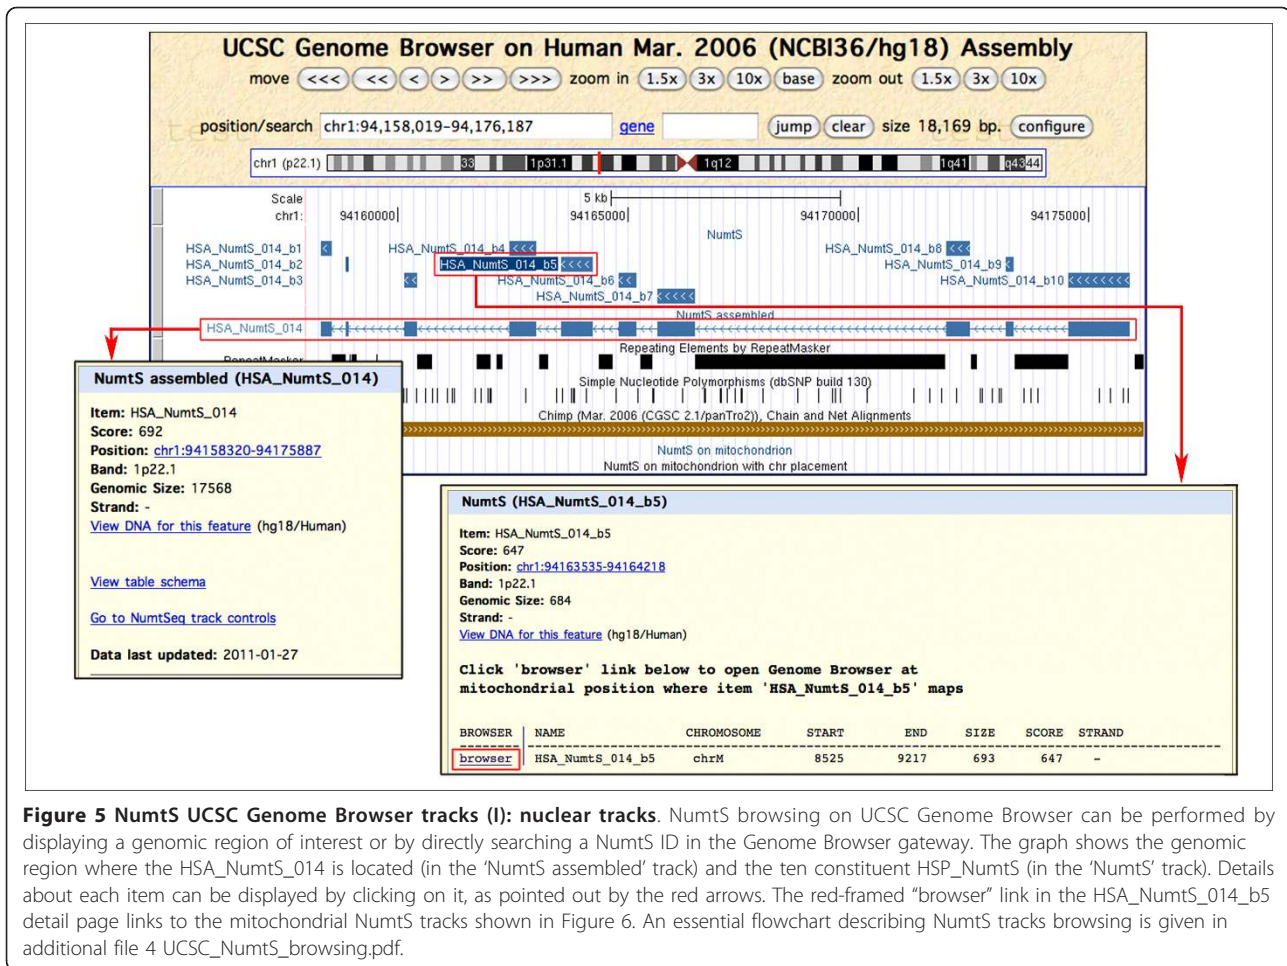 UCSC Genome Browser on Human Mar. 2006 (NCBI36/hg18) Assembly
move <<< << < > >> >>> zoom in 1.5x 3x 10x base zoom out 1.5x 3x 10x
position/search chr1:94,158,019-94,176,187 gene jump clear size 18,169 bp. configure
chr1 (p22.1) 33 1p31.1 1q12 1q41 q4344
Scale 5 kb
chr1: 94160000 94165000 94170000 94175000
NumtS
HSA_NumtS_014_b1 HSA_NumtS_014_b4 HSA_NumtS_014_b8
HSA_NumtS_014_b2 HSA_NumtS_014_b5 HSA_NumtS_014_b9
HSA_NumtS_014_b3 HSA_NumtS_014_b6 HSA_NumtS_014_b10
HSA_NumtS_014_b7
NumtS assembled
HSA_NumtS_014
Repeating Elements by RepeatMasker
RepeatMasker
Simple Nucleotide Polymorphisms (dbSNP build 130)
Chimp (Mar. 2006 (CGSC 2.1/panTro2)), Chain and Net Alignments
NumtS on mitochondrion
NumtS on mitochondrion with chr placement
NumtS assembled (HSA_NumtS_014)
Item: HSA_NumtS_014
Score: 692
Position: chr1:94158320-94175887
Band: 1p22.1
Genomic Size: 17568
Strand: -
View DNA for this feature (hg18/Human)
View table schema
Go to NumtSeq track controls
Data last updated: 2011-01-27
NumtS (HSA_NumtS_014_b5)
Item: HSA_NumtS_014_b5
Score: 647
Position: chr1:94163535-94164218
Band: 1p22.1
Genomic Size: 684
Strand: -
View DNA for this feature (hg18/Human)
Click 'browser' link below to open Genome Browser at
mitochondrial position where item 'HSA_NumtS_014_b5' maps
BROWSER | NAME CHROMOSOME START END SIZE SCORE STRAND
browser | HSA_NumtS_014_b5 chrM 8525 9217 693 647 -
Figure 5 NumtS UCSC Genome Browser tracks (I): nuclear tracks. NumtS browsing on UCSC Genome Browser can be performed by
displaying a genomic region of interest or by directly searching a NumtS ID in the Genome Browser gateway. The graph shows the genomic
region where the HSA_NumtS_014 is located (in the 'NumtS assembled' track) and the ten constituent HSP_NumtS (in the 'NumtS' track). Details
about each item can be displayed by clicking on it, as pointed out by the red arrows. The red-framed "browser" link in the HSA_NumtS_014_b5
detail page links to the mitochondrial NumtS tracks shown in Figure 6. An essential flowchart describing NumtS tracks browsing is given in
additional file 4 UCSC_NumtS_browsing.pdf.